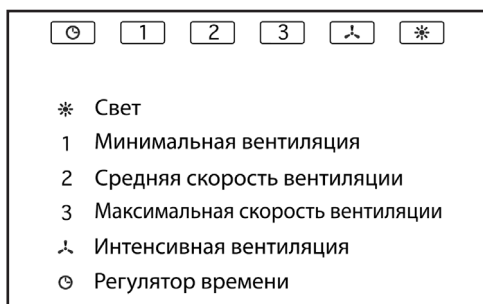 1 2 3
Свет
1 Минимальная вентиляция
2 Средняя скорость вентиляции
3 Максимальная скорость вентиляции
Интенсивная вентиляция
Регулятор времени